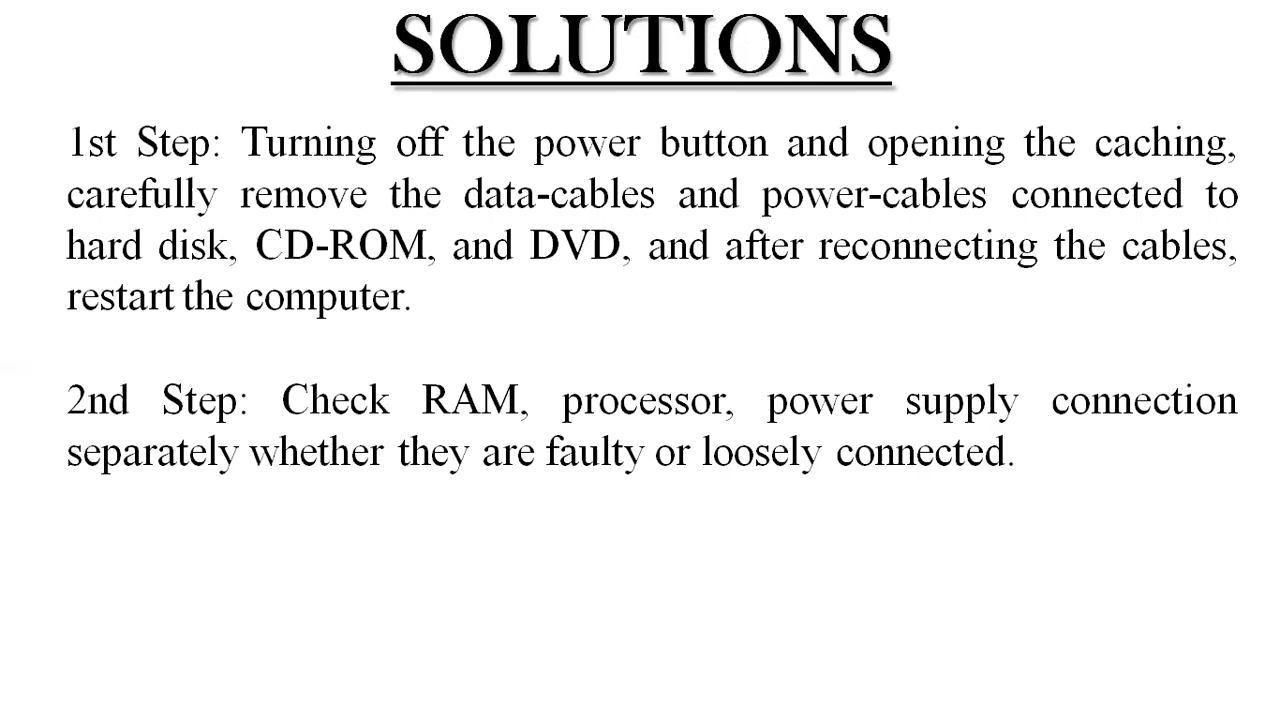 SOLUTIONS
1st Step: Turning off the power button and opening the caching,
carefully remove the data-cables and power-cables connected to
hard disk, CD-ROM, and DVD, and after reconnecting the cables,
restart the computer.
2nd Step: Check RAM, processor, power supply connection
separately whether they are faulty or loosely connected.